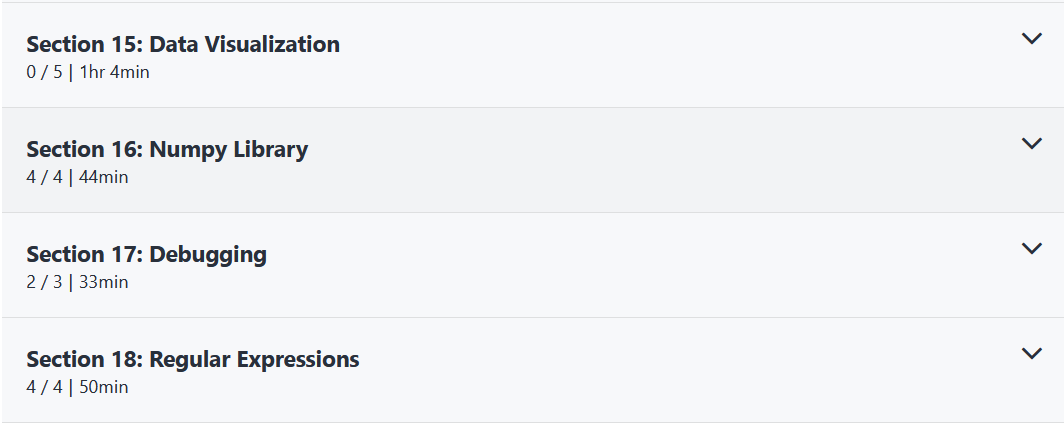 Section 15: Data Visualization
0 / 5 | 1hr 4min
Section 16: Numpy Library
4 / 4 | 44min
Section 17: Debugging
2 / 3 | 33min
Section 18: Regular Expressions
4 / 4 | 50min